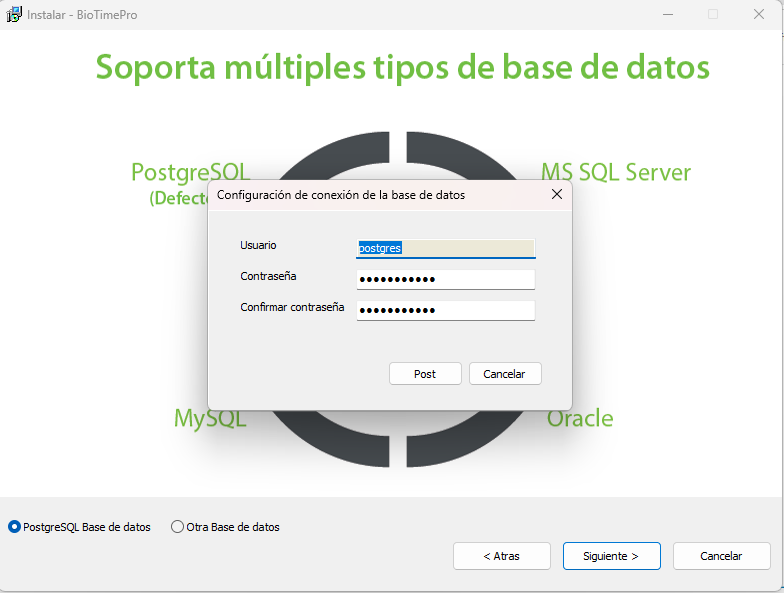 Instalar - BioTimePro
Soporta múltiples tipos de base de datos
PostgreSQL
MS SQL Server
(Defecto
Configuración de conexión de la base de datos
Usuario
postgres
Contraseña
●●●●●●●●●●●
Confirmar contraseña
●●●●●●●●●●●
Post
Cancelar
MySQL
Oracle
PostgreSQL Base de datos
Otra Base de datos
< Atras
Siguiente >
Cancelar